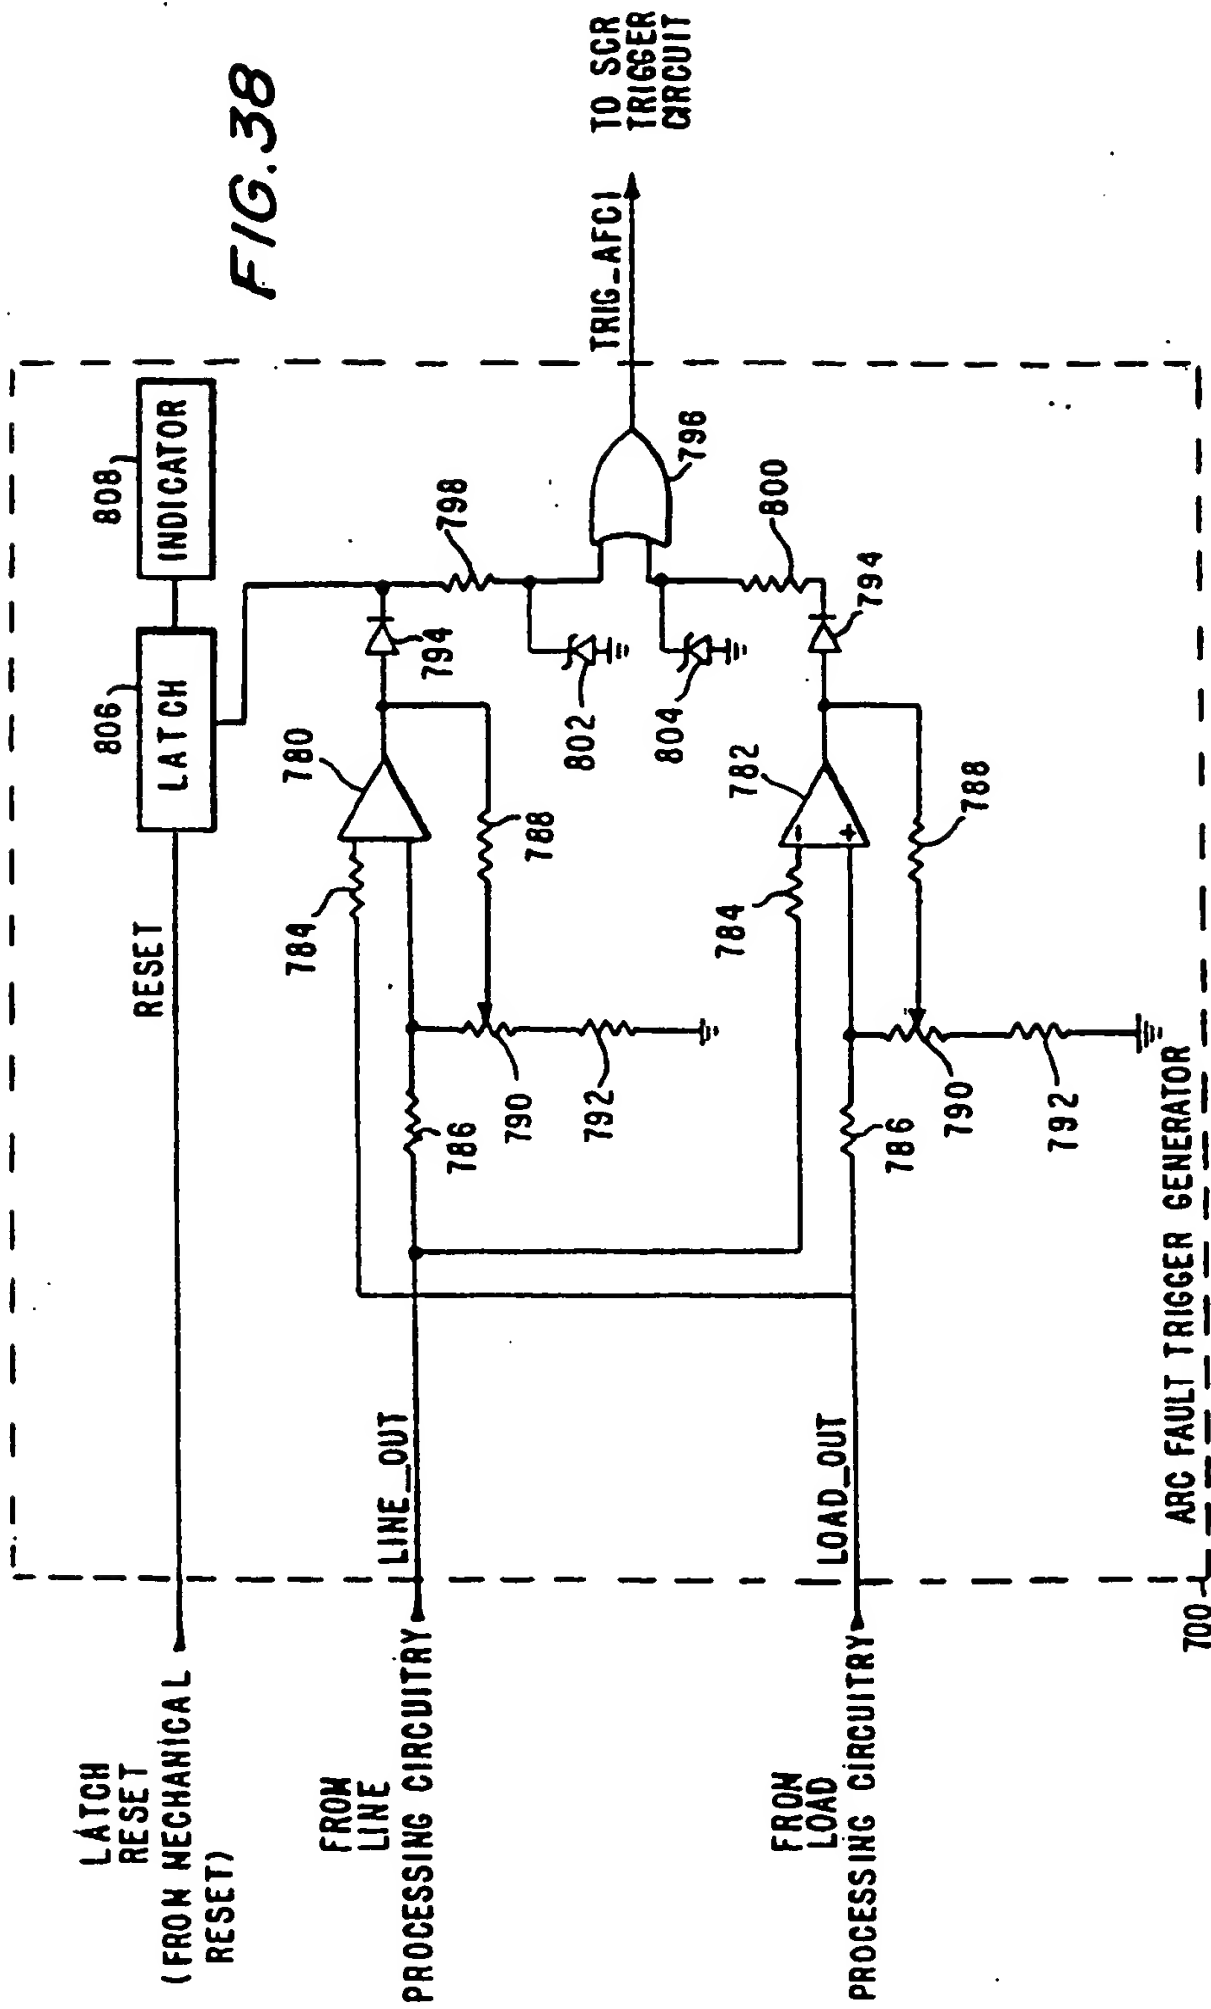 FIG.38
LATCH
RESET
(FROM MECHANICAL
RESET)
RESET
806
LATCH
808
INDICATOR
FROM
LINE
PROCESSING CIRCUITRY
LINE_OUT
784
780
786
788
790
792
794
798
802
804
796
TRIG_AFCI
TO SCR
TRIGGER
CIRCUIT
FROM
LOAD
PROCESSING CIRCUITRY
LOAD_OUT
784
782
-
+
786
788
790
792
794
800
ARC FAULT TRIGGER GENERATOR
700